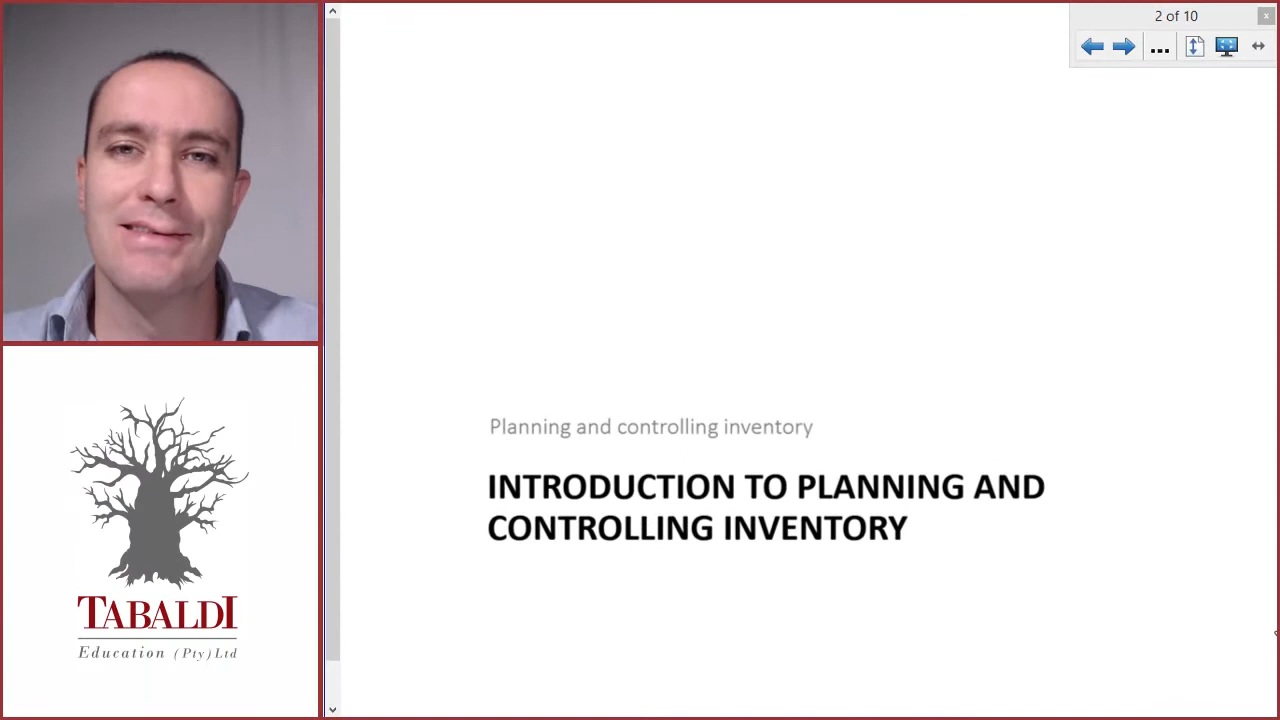 2 of 10
x
...
Planning and controlling inventory
INTRODUCTION TO PLANNING AND
CONTROLLING INVENTORY
TABALDI
Education (Pty) Ltd